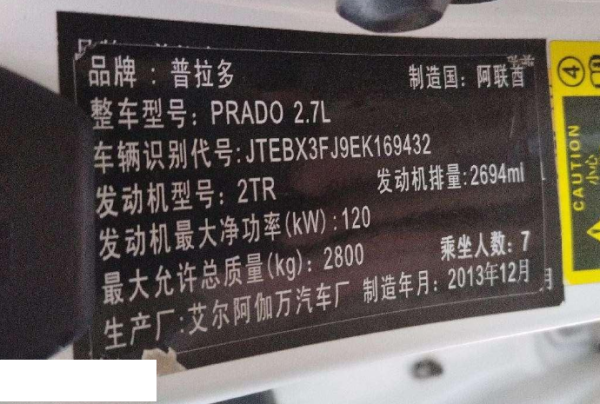 品牌：普拉多 制造国：阿联酋
整车型号：PRADO 2.7L
车辆识别代号：JTEBX3FJ9EK169432
发动机型号：2TR 发动机排量：2694ml
发动机最大净功率(kW)：120
最大允许总质量(kg)：2800 乘坐人数：7
生产厂：艾尔阿伽万汽车厂 制造年月：2013年12月
月
④
CAUTION
小心